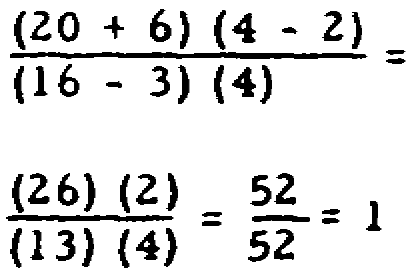 (20 + 6) (4 - 2)
(16 - 3) (4) =
(26) (2)
(13) (4) = 52
52 = 1